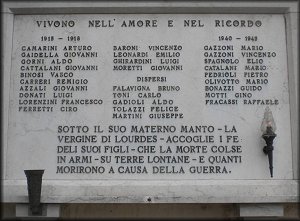 VIVONO NELL'AMORE E NEL RICORDO
1915 - 1918
CAMARINI ARTURO
GAIDELLA GIOVANNI
GORNI ALDO
CATTALANI GIOVANNI
BINOSI VASCO
CARRERI REMIGIO
AZZALI GIOVANNI
DONATI LUIGI
LORENZINI FRANCESCO
FERRETTI CIRO
BARONI VINCENZO
LEONARDI EMILIO
GHIRARDINI LUIGI
MORETTI GIOVANNI
DISPERSI
FALAVIGNA BRUNO
TONI CARLO
GADIOLI ALDO
TOLAZZI FELICE
MARTINI GIUSEPPE
1940 - 1945
GAZZONI MARIO
GAZZONI VINCENZO
SPAGNOLO ELIO
CATALANI MARIO
PEDRIOLI PIETRO
OLIVOTTO MARIO
BONAZZI GUIDO
MOTTI GINO
FRACASSI RAFFAELE
SOTTO IL SUO MATERNO MANTO - LA
VERGINE DI LOURDES - ACCOGLIE I FE
DELI SUOI FIGLI - CHE LA MORTE COLSE
IN ARMI - SU TERRE LONTANE - E QUANTI
MORIRONO A CAUSA DELLA GUERRA.